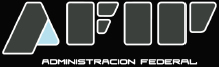 AFIP
ADMINISTRACION FEDERAL